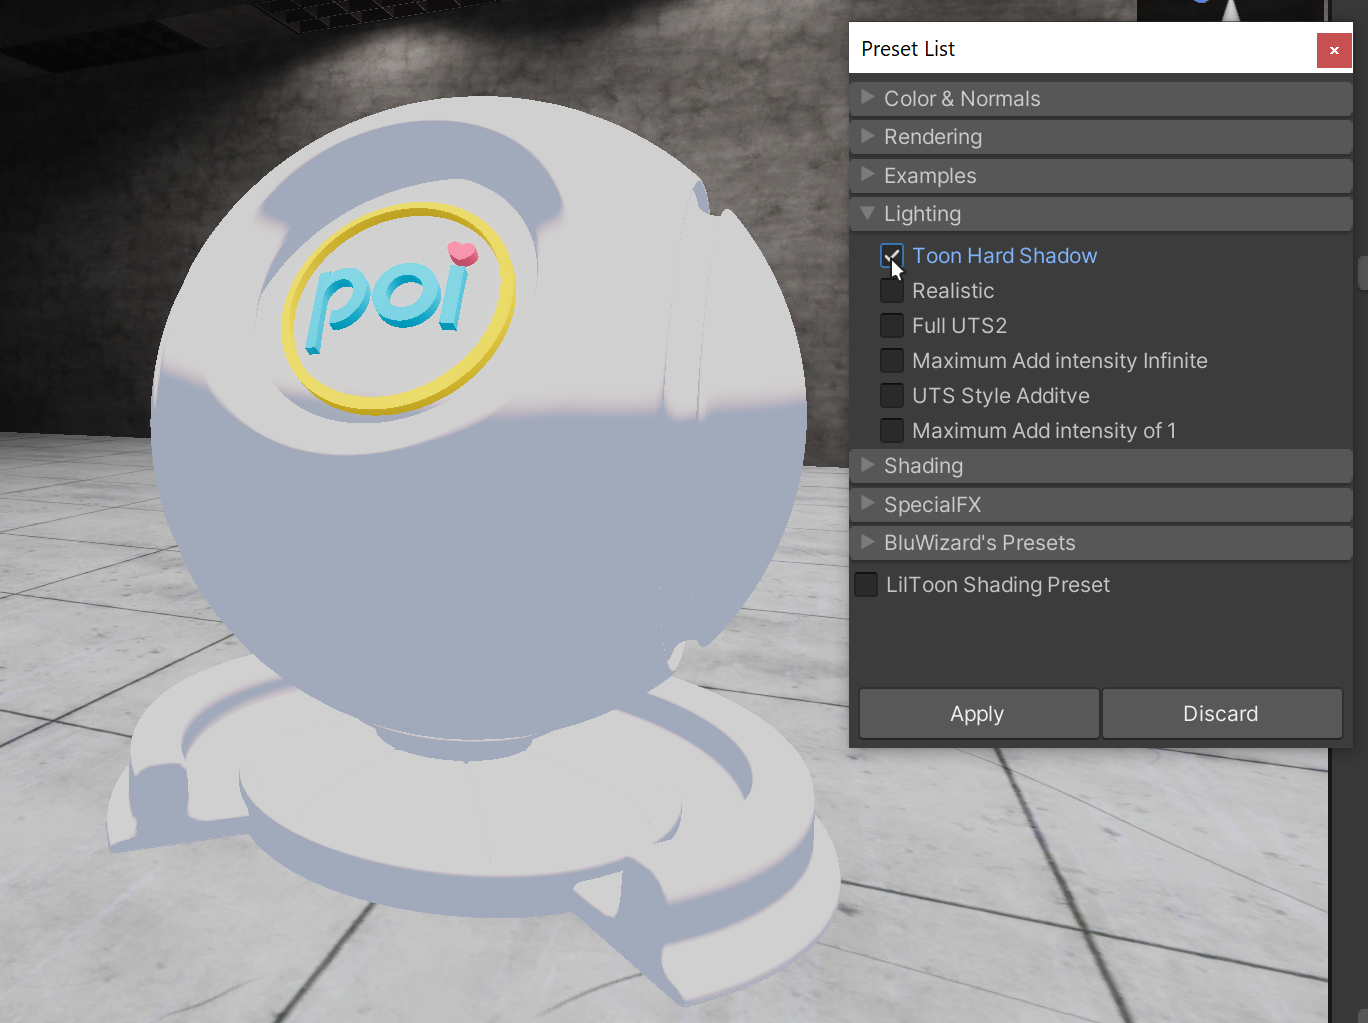 poi
Preset List
Color & Normals
Rendering
Examples
Lighting
Toon Hard Shadow
Realistic
Full UTS2
Maximum Add intensity Infinite
UTS Style Additve
Maximum Add intensity of 1
Shading
SpecialFX
BluWizard's Presets
LilToon Shading Preset
Apply
Discard